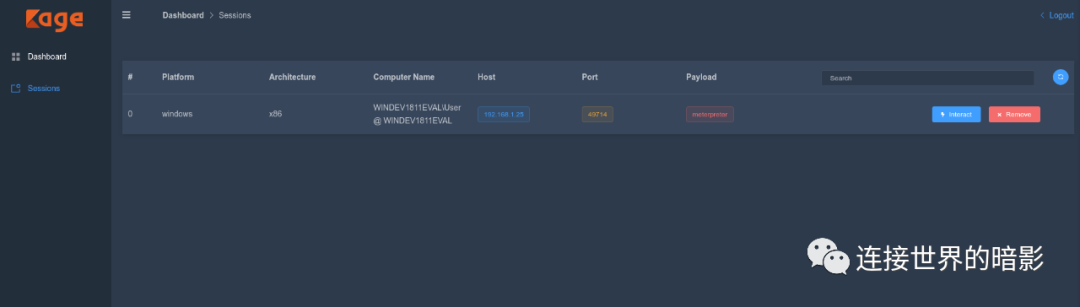 Kage
Dashboard > Sessions
Logout
Dashboard
Sessions
# Platform Architecture Computer Name Host Port Payload Search
0 windows x86 WINDEV1811EVAL\User @ WINDEV1811EVAL 192.168.1.25 49714 meterpreter Interact Remove
连接世界的暗影